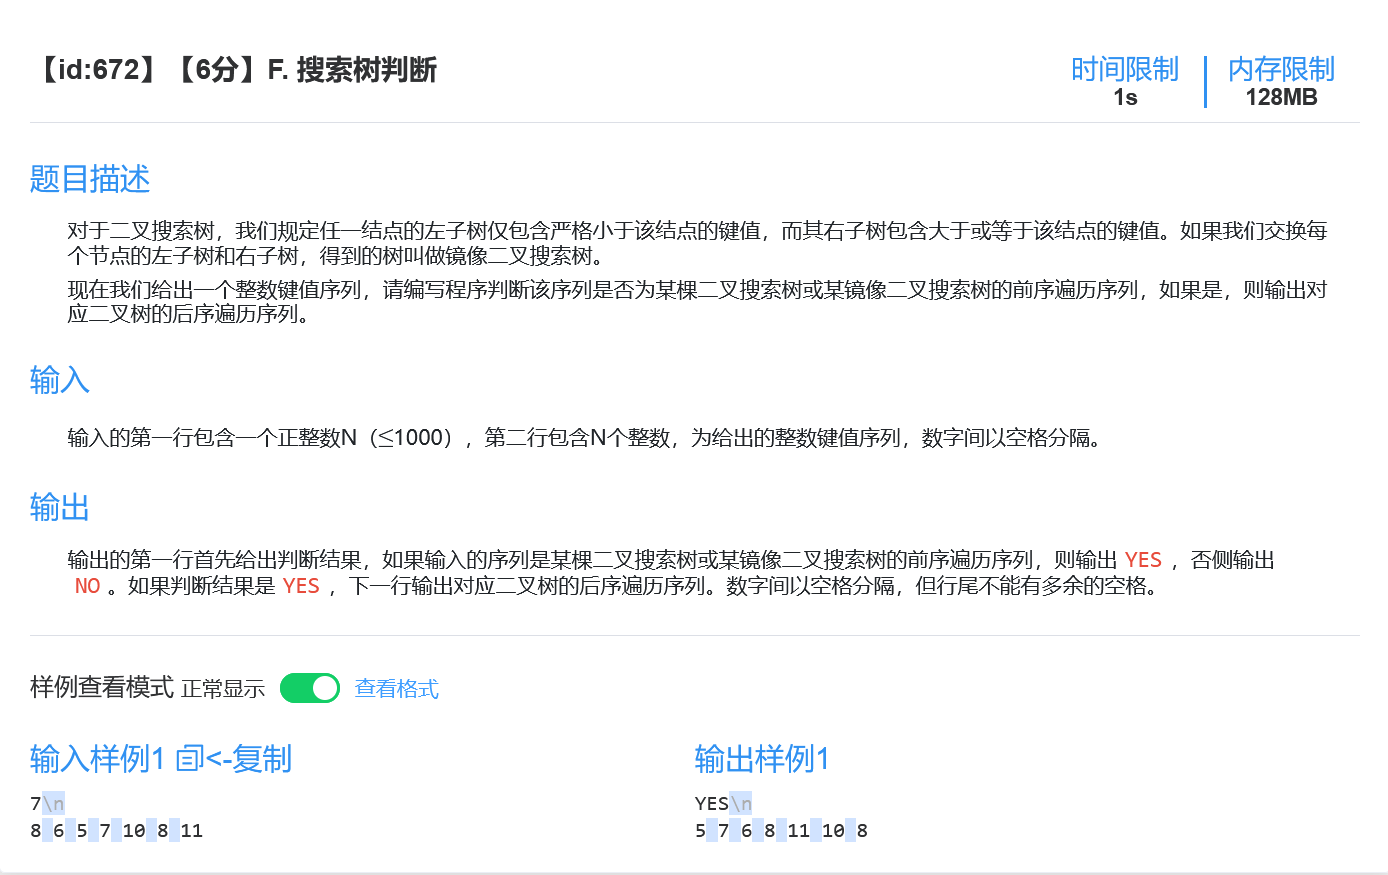 【id:672】【6分】F. 搜索树判断
时间限制
1s
内存限制
128MB
题目描述
对于二叉搜索树，我们规定任一结点的左子树仅包含严格小于该结点的键值，而其右子树包含大于或等于该结点的键值。如果我们交换每
个节点的左子树和右子树，得到的树叫做镜像二叉搜索树。
现在我们给出一个整数键值序列，请编写程序判断该序列是否为某棵二叉搜索树或某镜像二叉搜索树的前序遍历序列，如果是，则输出对
应二叉树的后序遍历序列。
输入
输入的第一行包含一个正整数N（≤1000），第二行包含N个整数，为给出的整数键值序列，数字间以空格分隔。
输出
输出的第一行首先给出判断结果，如果输入的序列是某棵二叉搜索树或某镜像二叉搜索树的前序遍历序列，则输出 YES ，否侧输出
NO 。如果判断结果是 YES ，下一行输出对应二叉树的后序遍历序列。数字间以空格分隔，但行尾不能有多余的空格。
样例查看模式 正常显示 查看格式
输入样例1 <-复制
7\n
8 6 5 7 10 8 11
输出样例1
YES\n
5 7 6 8 11 10 8